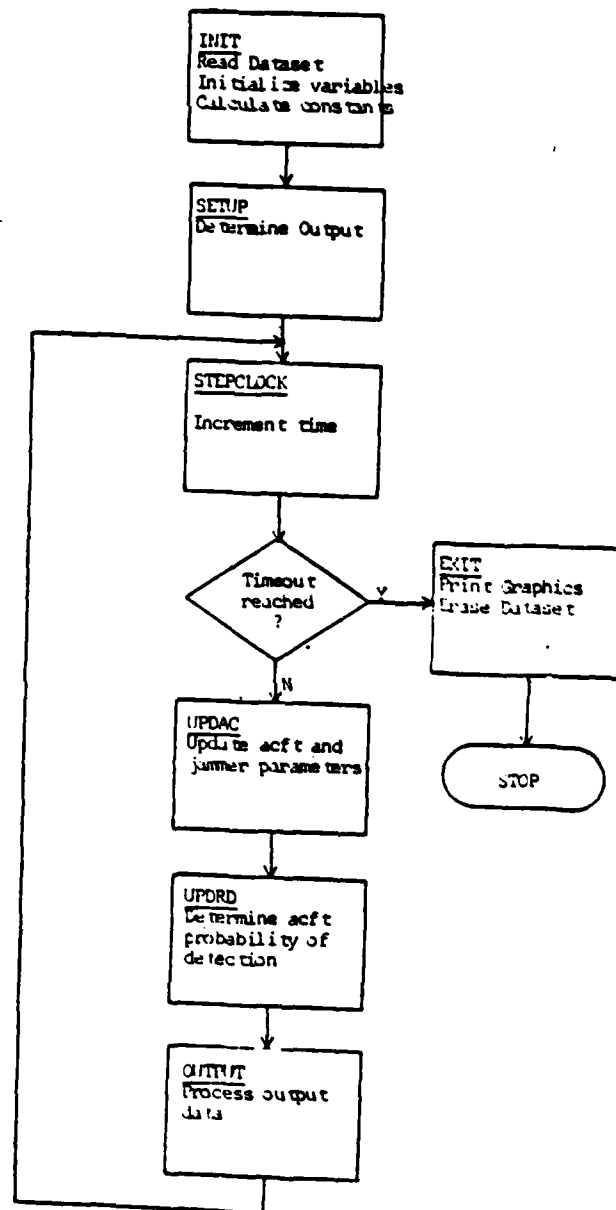 INIT
Read Dataset
Initialize variables
Calculate constants
SETUP
Determine Output
STEPCLOCK
Increment time
Timeout
reached
?
Y
EXIT
Print Graphics
Erase Dataset
STOP
N
UPDAC
Update acft and
jammer parameters
UPDRD
Determine acft
probability of
detection
OUTPUT
Process output
data